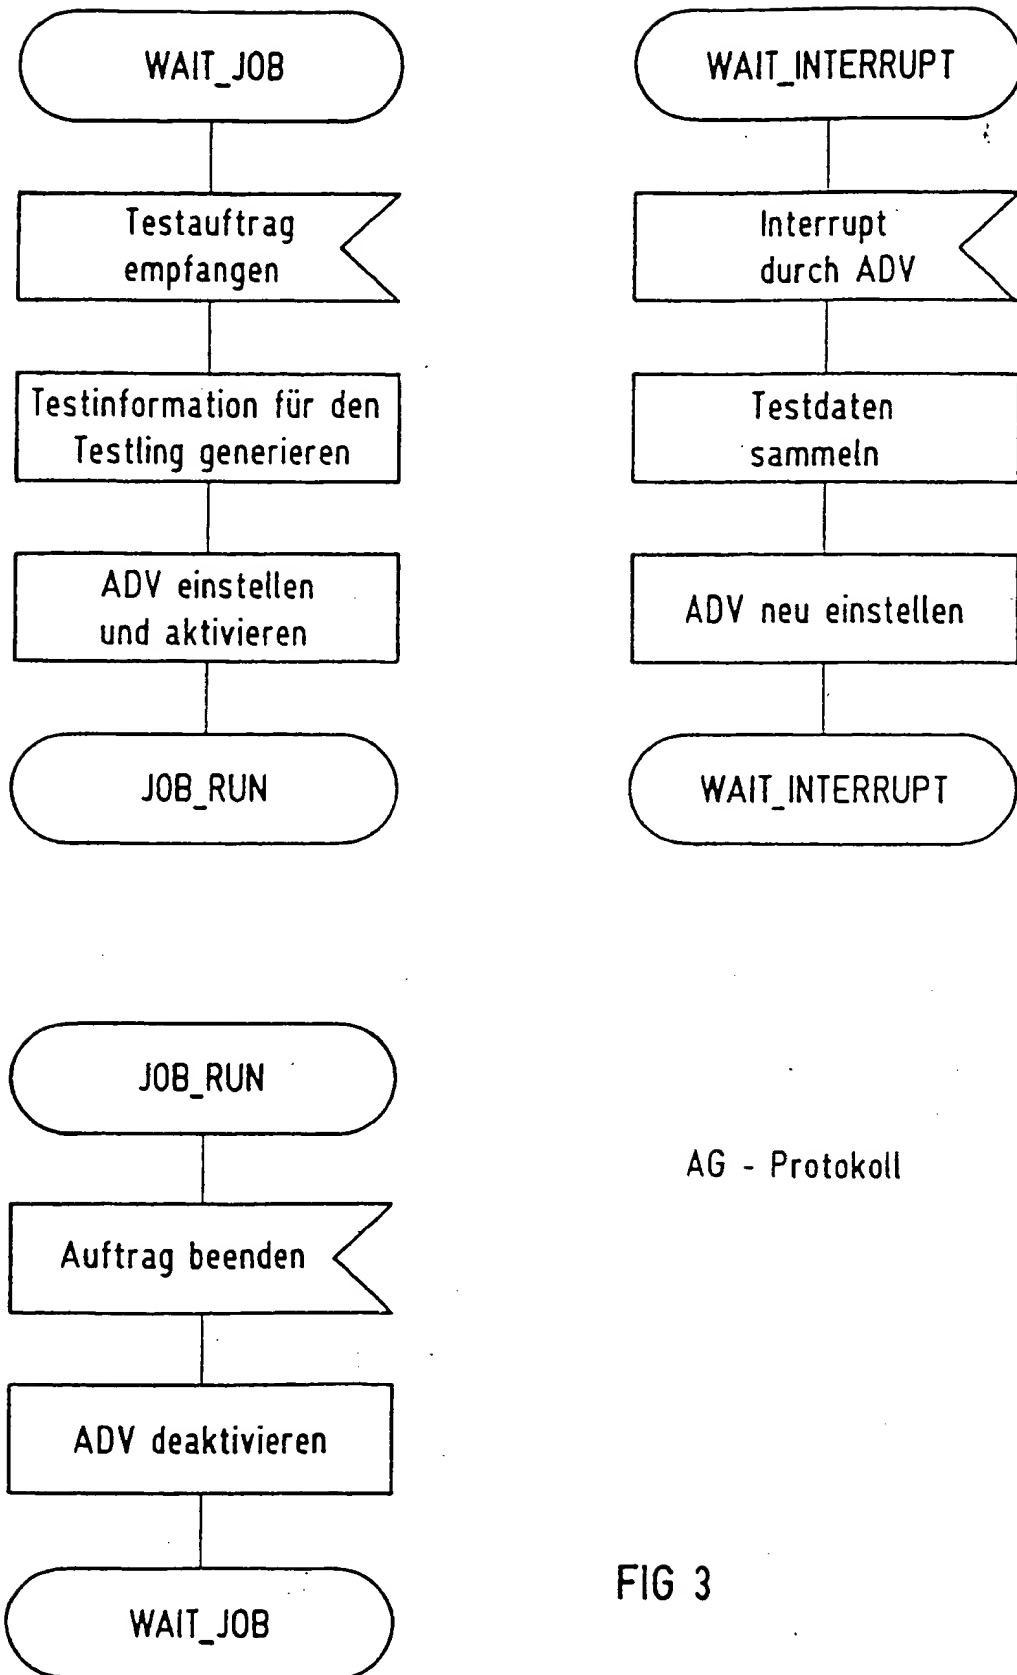 WAIT_JOB
Testauftrag
empfangen
Testinformation für den
Testling generieren
ADV einstellen
und aktivieren
JOB_RUN
WAIT_INTERRUPT
Interrupt
durch ADV
Testdaten
sammeln
ADV neu einstellen
WAIT_INTERRUPT
JOB_RUN
Auftrag beenden
ADV deaktivieren
WAIT_JOB
AG - Protokoll
FIG 3